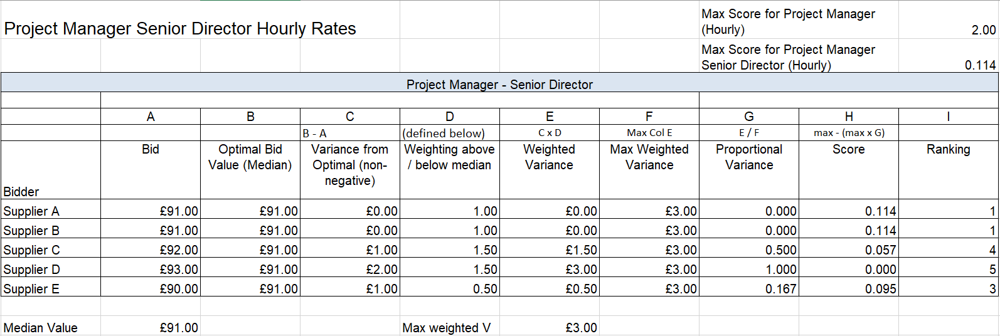 Max Score for Project Manager
(Hourly) 2.00
Project Manager Senior Director Hourly Rates
Max Score for Project Manager
Senior Director (Hourly) 0.114
Project Manager - Senior Director
A B C D E F G H I
B - A (defined below) C x D Max Col E E / F max - (max x G)
Bid Optimal Bid Variance from Weighting above Weighted Max Weighted Proportional Score Ranking
Value (Median) Optimal (non- / below median Variance Variance Variance
negative)
Bidder
Supplier A £91.00 £91.00 £0.00 1.00 £0.00 £3.00 0.000 0.114 1
Supplier B £91.00 £91.00 £0.00 1.00 £0.00 £3.00 0.000 0.114 1
Supplier C £92.00 £91.00 £1.00 1.50 £1.50 £3.00 0.500 0.057 4
Supplier D £93.00 £91.00 £2.00 1.50 £3.00 £3.00 1.000 0.000 5
Supplier E £90.00 £91.00 £1.00 0.50 £0.50 £3.00 0.167 0.095 3
Median Value £91.00 Max weighted V £3.00